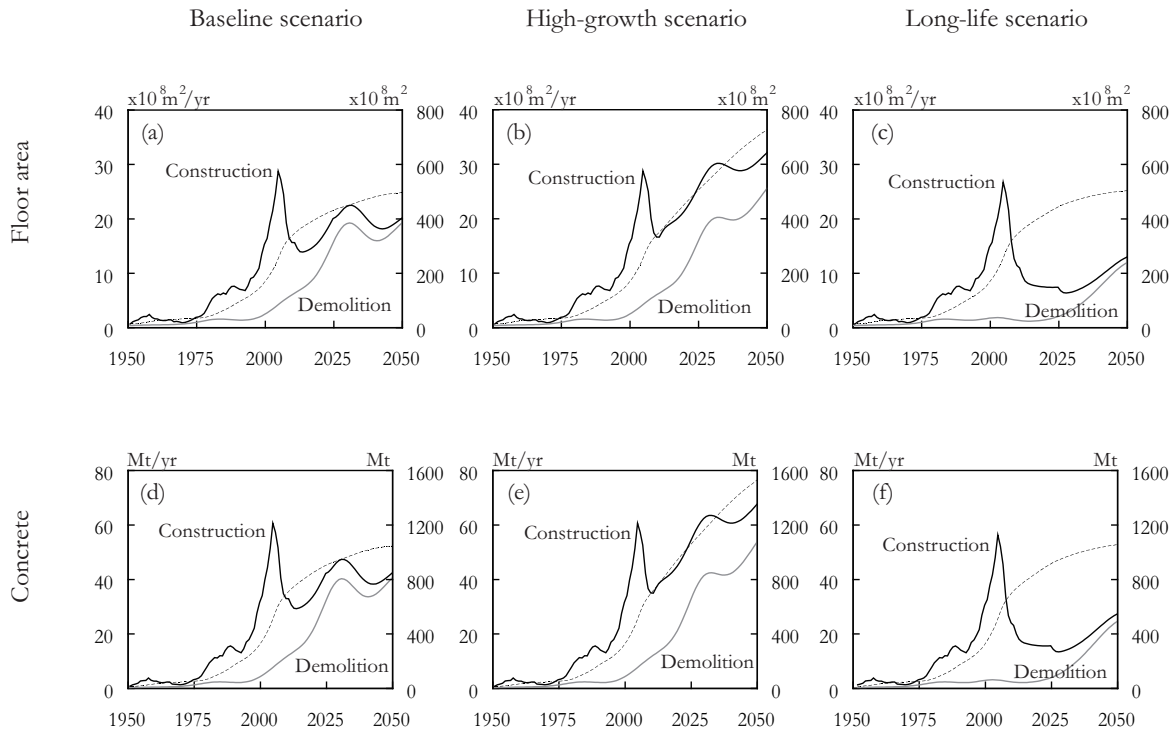 Baseline scenario High-growth scenario Long-life scenario
Floor area
x10⁸m²/yr x10⁸m² x10⁸m²/yr x10⁸m² x10⁸m²/yr x10⁸m²
40 800 40 800 40 800
(a) (b) (c)
30 600 30 600 30 600
Construction Construction Construction
20 400 20 400 20 400
10 200 10 200 10 200
Demolition Demolition Demolition
0 0 0 0 0 0
1950 1975 2000 2025 2050 1950 1975 2000 2025 2050 1950 1975 2000 2025 2050
Concrete
Mt/yr Mt Mt/yr Mt Mt/yr Mt
80 1600 80 1600 80 1600
(d) (e) (f)
60 1200 60 1200 60 1200
Construction Construction Construction
40 800 40 800 40 800
20 400 20 400 20 400
Demolition Demolition Demolition
0 0 0 0 0 0
1950 1975 2000 2025 2050 1950 1975 2000 2025 2050 1950 1975 2000 2025 2050